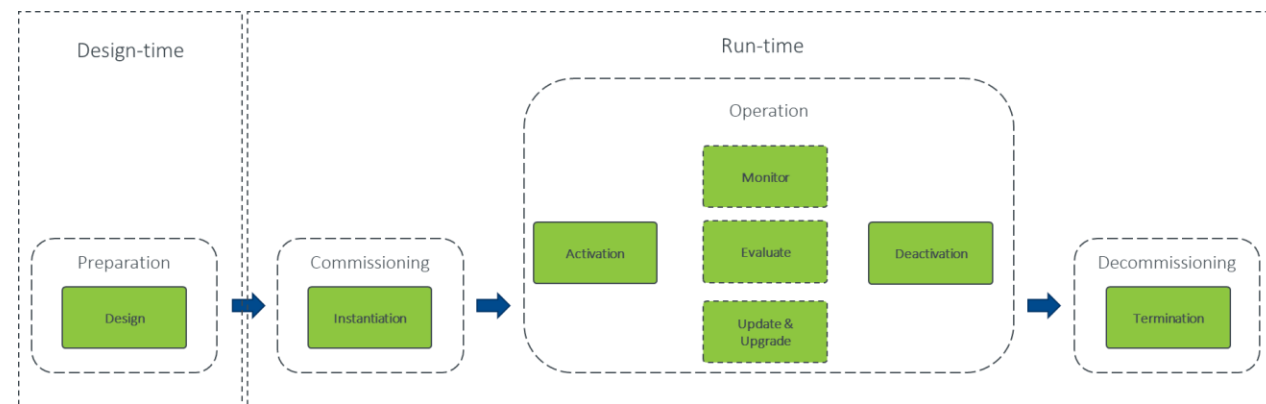 Design-time
Run-time
Preparation
Design
Commissioning
Instantiation
Operation
Activation
Monitor
Evaluate
Update &
Upgrade
Deactivation
Decommissioning
Termination